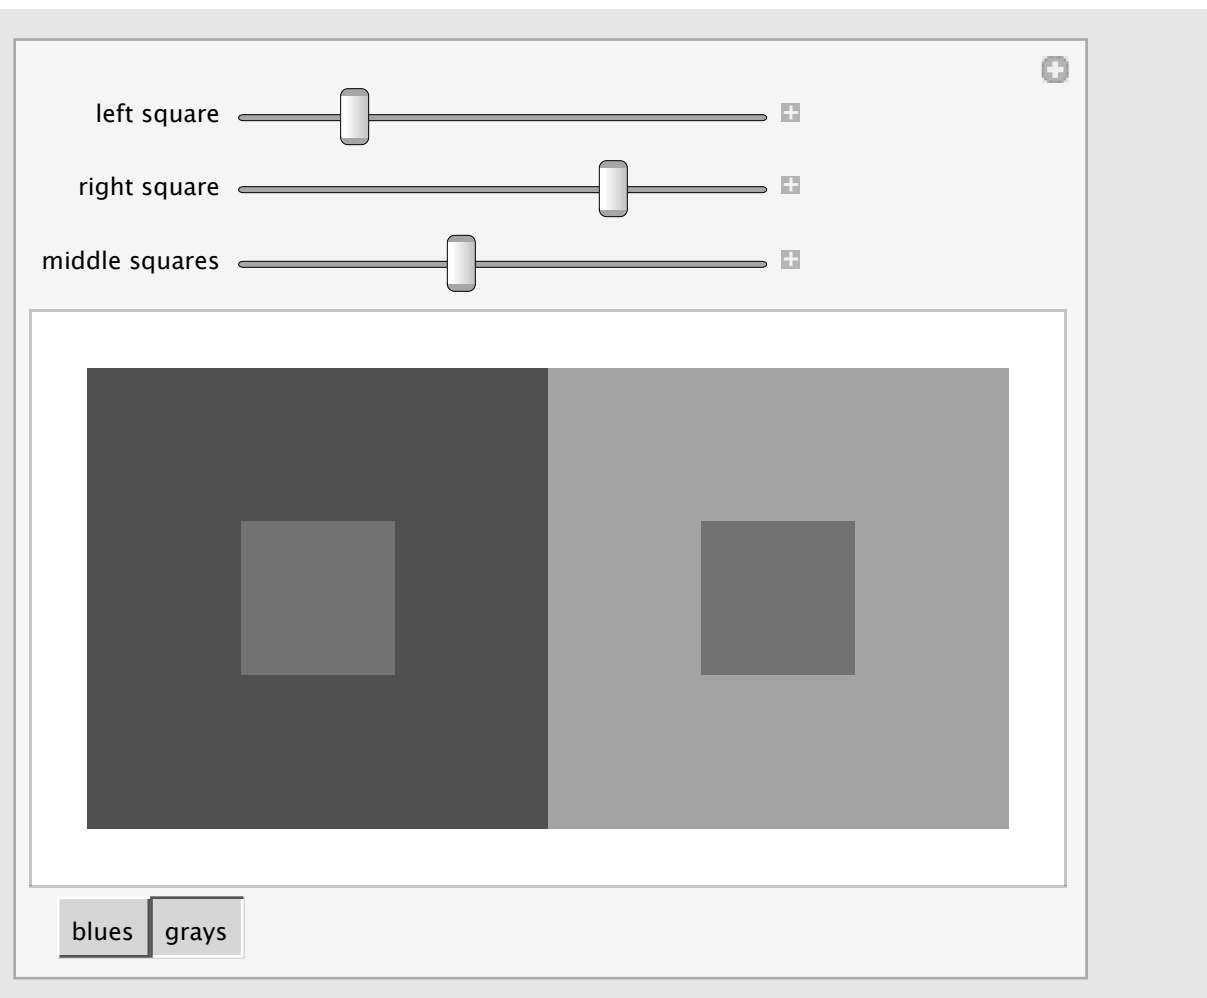 left square
right square
middle squares
blues grays